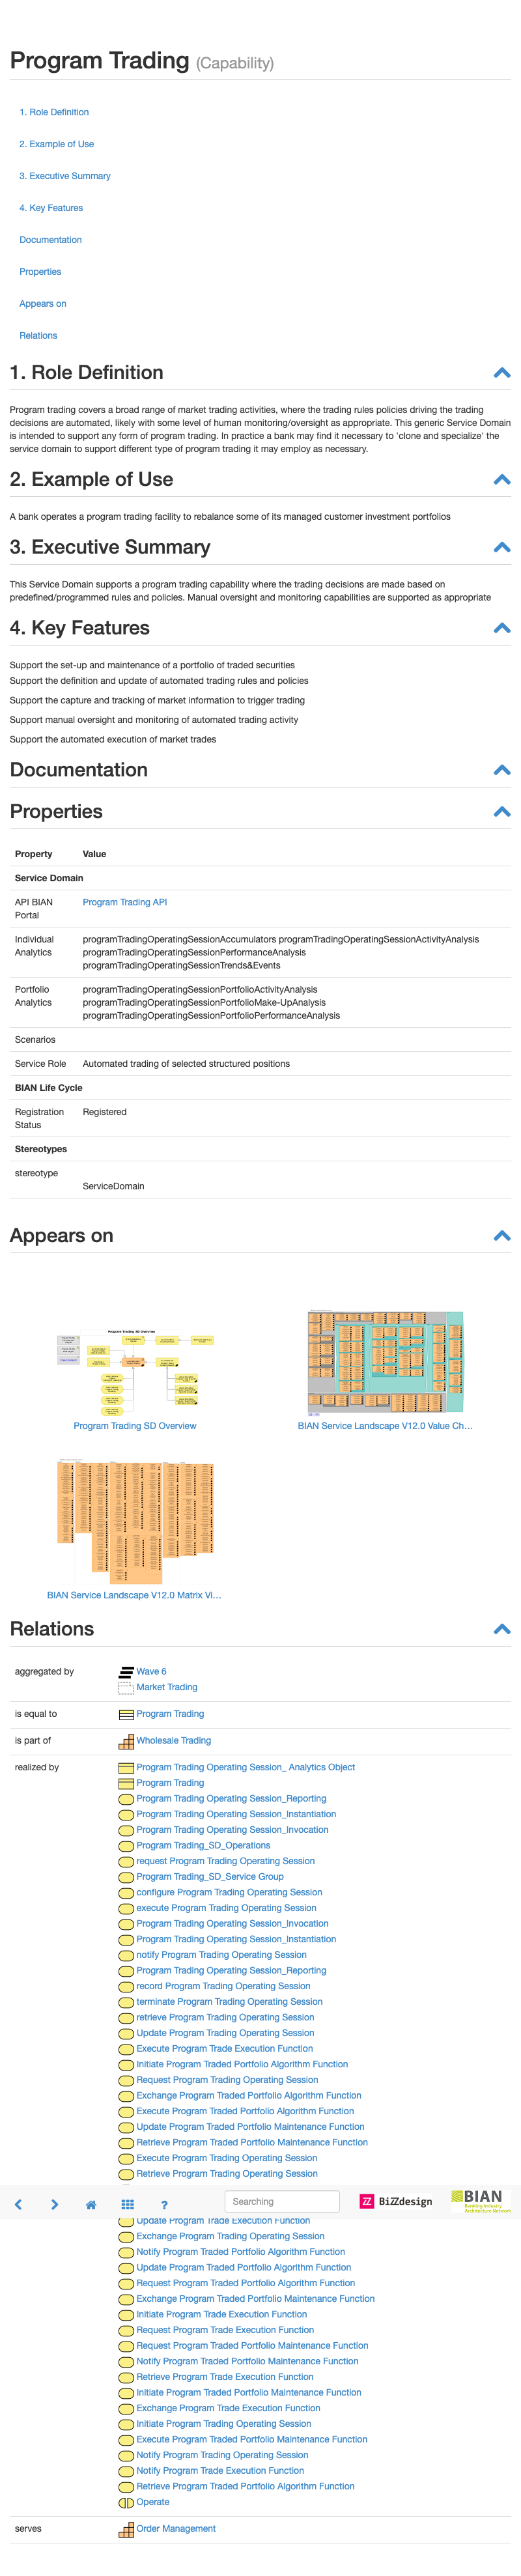 Program Trading (Capability)
1. Role Definition
2. Example of Use
3. Executive Summary
4. Key Features
Documentation
Properties
Appears on
Relations
1. Role Definition
Program trading covers a broad range of market trading activities, where the trading rules policies driving the trading
decisions are automated, likely with some level of human monitoring/oversight as appropriate. This generic Service Domain
is intended to support any form of program trading. In practice a bank may find it necessary to 'clone and specialize' the
service domain to support different type of program trading it may employ as necessary.
2. Example of Use
A bank operates a program trading facility to rebalance some of its managed customer investment portfolios
3. Executive Summary
This Service Domain supports a program trading capability where the trading decisions are made based on
predefined/programmed rules and policies. Manual oversight and monitoring capabilities are supported as appropriate
4. Key Features
Support the set-up and maintenance of a portfolio of traded securities
Support the definition and update of automated trading rules and policies
Support the capture and tracking of market information to trigger trading
Support manual oversight and monitoring of automated trading activity
Support the automated execution of market trades
Documentation
Properties
Property Value
Service Domain
API BIAN Portal Program Trading API
Individual Analytics programTradingOperatingSessionAccumulators programTradingOperatingSessionActivityAnalysis
programTradingOperatingSessionPerformanceAnalysis
programTradingOperatingSessionTrends&Events
Portfolio Analytics programTradingOperatingSessionPortfolioActivityAnalysis
programTradingOperatingSessionPortfolioMake-UpAnalysis
programTradingOperatingSessionPortfolioPerformanceAnalysis
Scenarios
Service Role Automated trading of selected structured positions
BIAN Life Cycle
Registration Status Registered
Stereotypes
stereotype
ServiceDomain
Appears on
Program Trading SD Overview
Program Trading SD Overview
BIAN Service Landscape V12.0 Value Ch...
BIAN Service Landscape V12.0 Matrix Vi...
Relations
aggregated by Wave 6
Market Trading
is equal to Program Trading
is part of Wholesale Trading
realized by Program Trading Operating Session_ Analytics Object
Program Trading
Program Trading Operating Session_Reporting
Program Trading Operating Session_Instantiation
Program Trading Operating Session_Invocation
Program Trading_SD_Operations
request Program Trading Operating Session
Program Trading_SD_Service Group
configure Program Trading Operating Session
execute Program Trading Operating Session
Program Trading Operating Session_Invocation
Program Trading Operating Session_Instantiation
notify Program Trading Operating Session
Program Trading Operating Session_Reporting
record Program Trading Operating Session
terminate Program Trading Operating Session
retrieve Program Trading Operating Session
Update Program Trading Operating Session
Execute Program Trade Execution Function
Initiate Program Traded Portfolio Algorithm Function
Request Program Trading Operating Session
Exchange Program Traded Portfolio Algorithm Function
Execute Program Traded Portfolio Algorithm Function
Update Program Traded Portfolio Maintenance Function
Retrieve Program Traded Portfolio Maintenance Function
Execute Program Trading Operating Session
Retrieve Program Trading Operating Session
? Searching BiZZdesign BIAN
Banking Industry
Architecture Network
Update Program Trade Execution Function
Exchange Program Trading Operating Session
Notify Program Traded Portfolio Algorithm Function
Update Program Traded Portfolio Algorithm Function
Request Program Traded Portfolio Algorithm Function
Exchange Program Traded Portfolio Maintenance Function
Initiate Program Trade Execution Function
Request Program Trade Execution Function
Request Program Traded Portfolio Maintenance Function
Notify Program Traded Portfolio Maintenance Function
Retrieve Program Trade Execution Function
Initiate Program Traded Portfolio Maintenance Function
Exchange Program Trade Execution Function
Initiate Program Trading Operating Session
Execute Program Traded Portfolio Maintenance Function
Notify Program Trading Operating Session
Notify Program Trade Execution Function
Retrieve Program Traded Portfolio Algorithm Function
Operate
serves Order Management